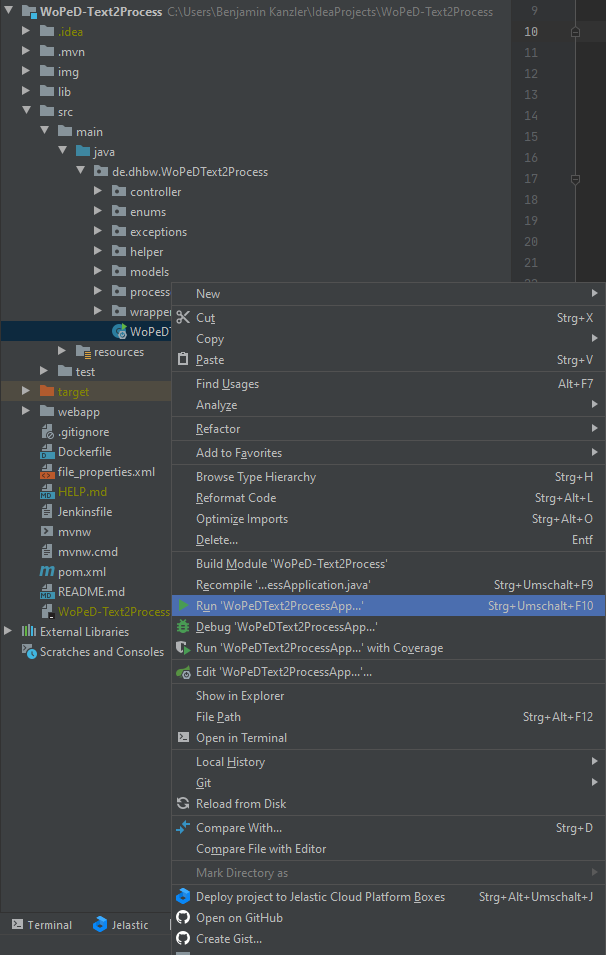 WoPeD-Text2Process C:\Users\Benjamin Kanzler\IdeaProjects\WoPeD-Text2Process
.idea
.mvn
img
lib
src
main
java
de.dhbw.WoPeDText2Process
controller
enums
exceptions
helper
models
process
wrapper
WoPeDT
resources
test
target
webapp
.gitignore
Dockerfile
file_properties.xml
HELP.md
Jenkinsfile
mvnw
mvnw.cmd
pom.xml
README.md
WoPeD-Text2Process
External Libraries
Scratches and Consoles
9
10
11
12
13
14
15
16
17
18
19
20
21
New
Cut Strg+X
Copy
Paste Strg+V
Find Usages Alt+F7
Analyze
Refactor
Add to Favorites
Browse Type Hierarchy Strg+H
Reformat Code Strg+Alt+L
Optimize Imports Strg+Alt+O
Delete... Entf
Build Module 'WoPeD-Text2Process'
Recompile '...essApplication.java' Strg+Umschalt+F9
Run 'WoPeDText2ProcessApp...' Strg+Umschalt+F10
Debug 'WoPeDText2ProcessApp...'
Run 'WoPeDText2ProcessApp...' with Coverage
Edit 'WoPeDText2ProcessApp...'...
Show in Explorer
File Path Strg+Alt+F12
Open in Terminal
Local History
Git
Reload from Disk
Compare With... Strg+D
Compare File with Editor
Mark Directory as
Deploy project to Jelastic Cloud Platform Boxes Strg+Alt+Umschalt+J
Open on GitHub
Create Gist...
Terminal Jelastic